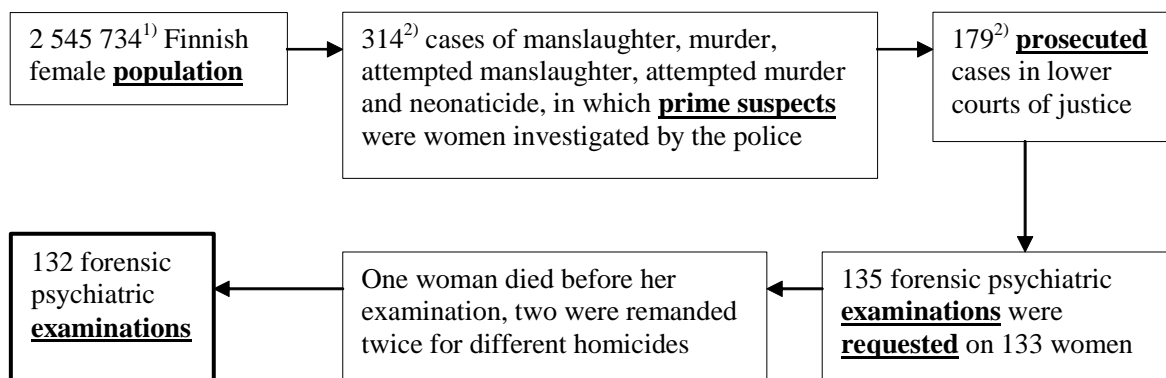 2 545 734¹⁾ Finnish
female population
314²⁾ cases of manslaughter, murder,
attempted manslaughter, attempted murder
and neonaticide, in which prime suspects
were women investigated by the police
179²⁾ prosecuted
cases in lower
courts of justice
135 forensic psychiatric
examinations were
requested on 133 women
One woman died before her
examination, two were remanded
twice for different homicides
132 forensic
psychiatric
examinations